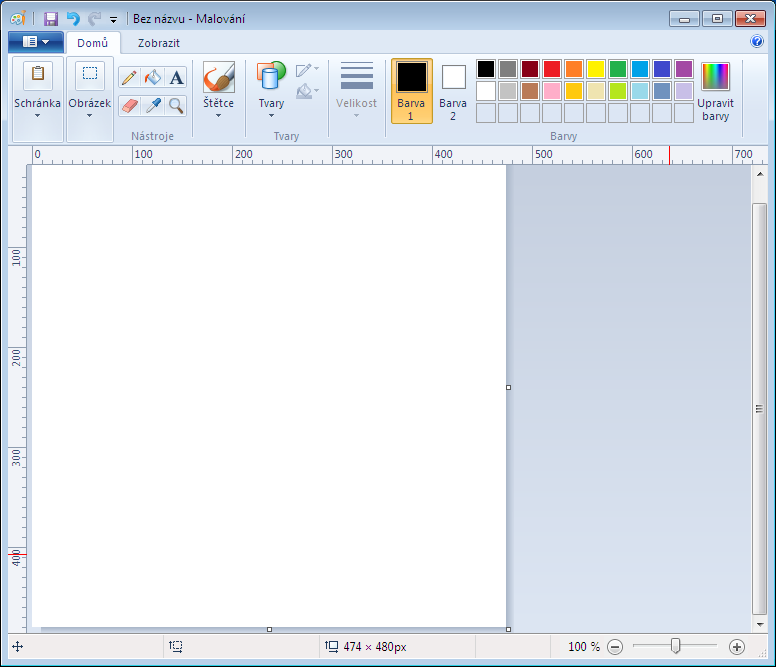 Bez názvu - Malování
Domů
Zobrazit
Schránka
Obrázek
A
Nástroje
Štětce
Tvary
Tvary
Velikost
Barva
1
Barva
2
Upravit
barvy
Barvy
0 100 200 300 400 500 600 700
100
200
300
400
474 × 480px
100 %